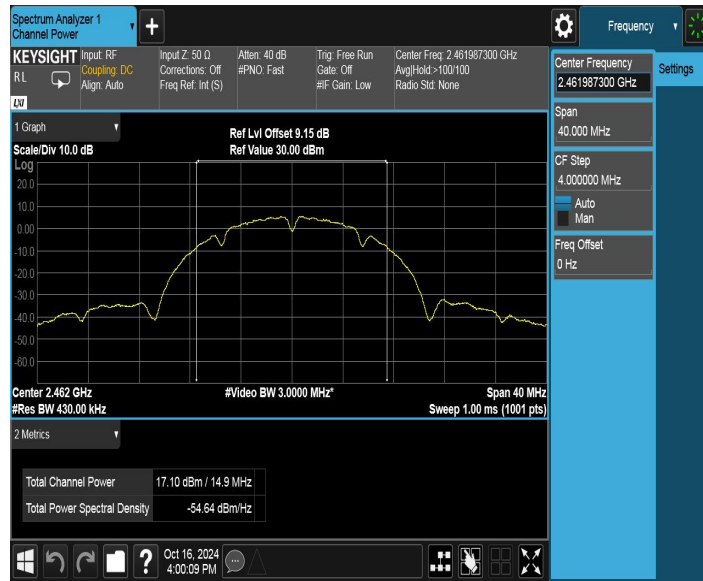 Spectrum Analyzer 1
Channel Power
+
Frequency
KEYSIGHT
RL
LXI
Input: RF
Coupling: DC
Align: Auto
Input Z: 50 Ω
Corrections: Off
Freq Ref: Int (S)
Atten: 40 dB
#PNO: Fast
Trig: Free Run
Gate: Off
#IF Gain: Low
Center Freq: 2.461987300 GHz
Avg|Hold:>100/100
Radio Std: None
Center Frequency
2.461987300 GHz
Settings
Span
40.000 MHz
CF Step
4.000000 MHz
Auto
Man
Freq Offset
0 Hz
1 Graph
Scale/Div 10.0 dB
Ref Lvl Offset 9.15 dB
Ref Value 30.00 dBm
Log
20.0
10.0
0.00
-10.0
-20.0
-30.0
-40.0
-50.0
-60.0
Center 2.462 GHz
#Video BW 3.0000 MHz*
Span 40 MHz
#Res BW 430.00 kHz
Sweep 1.00 ms (1001 pts)
2 Metrics
Total Channel Power 17.10 dBm / 14.9 MHz
Total Power Spectral Density -54.64 dBm/Hz
?
Oct 16, 2024
4:00:09 PM